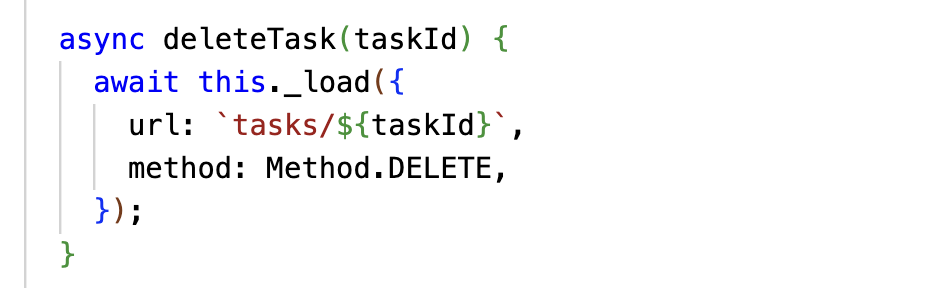 async deleteTask(taskId) {
  await this._load({
    url: `tasks/${taskId}`,
    method: Method.DELETE,
  });
}